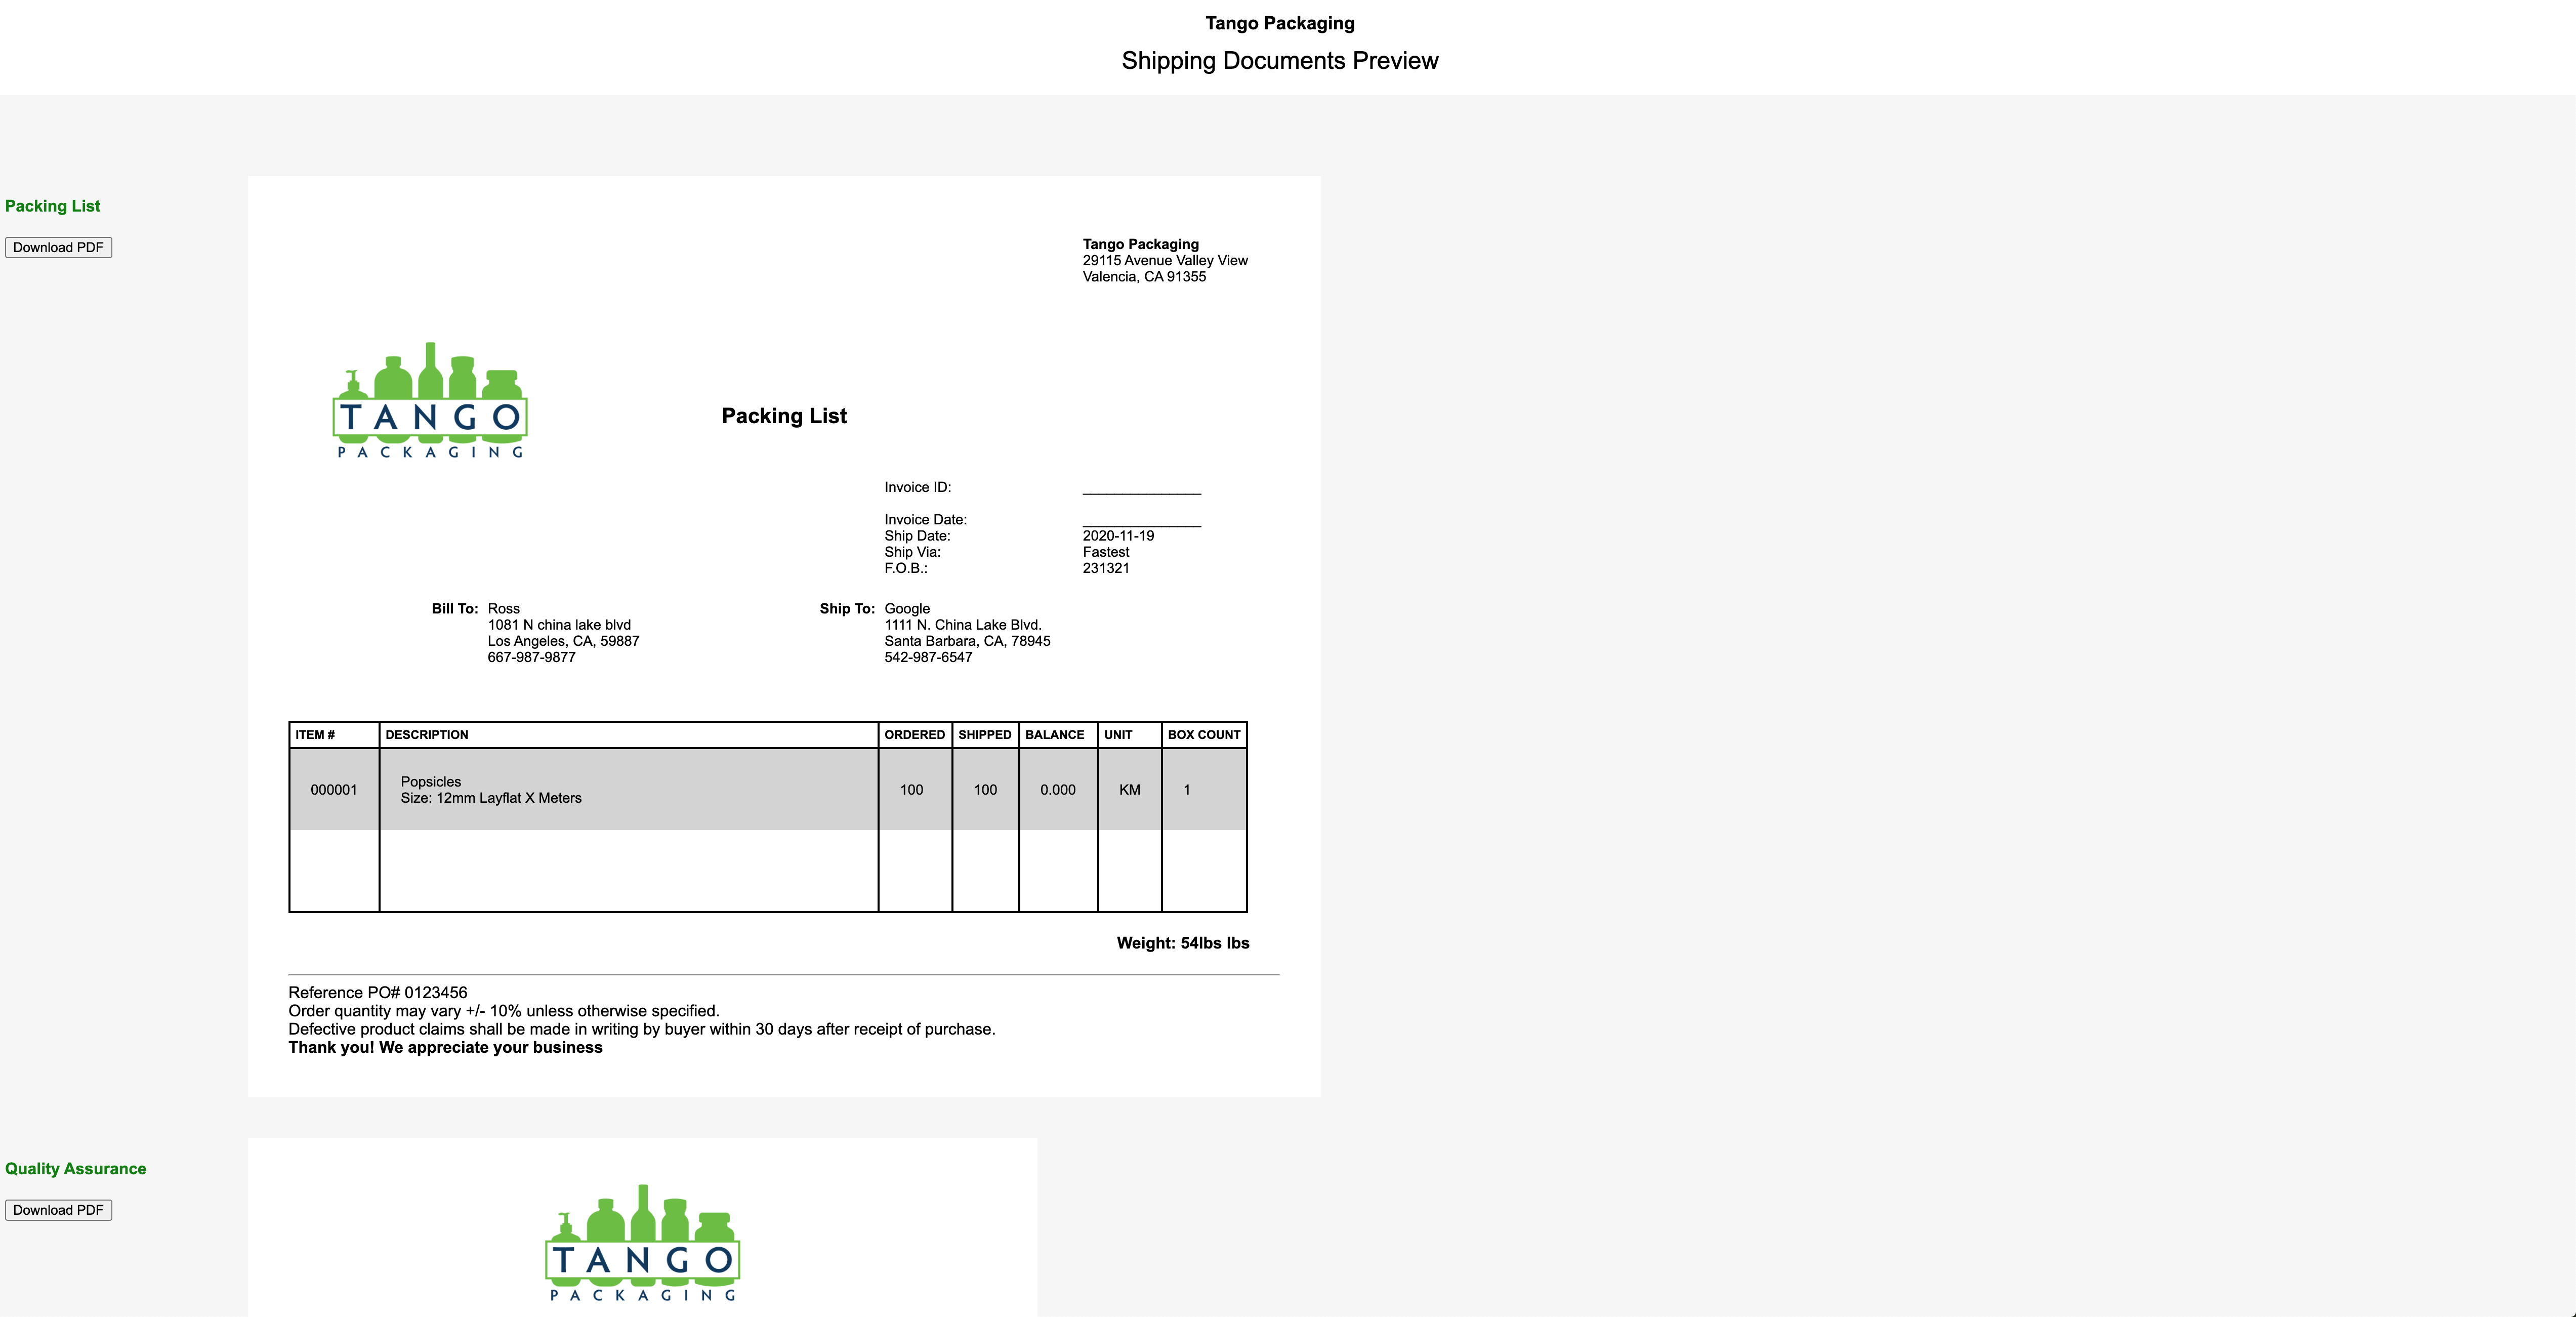 Tango Packaging
Shipping Documents Preview
Packing List
Download PDF
Tango Packaging
29115 Avenue Valley View
Valencia, CA 91355
TANGO
PACKAGING
Packing List
Invoice ID: _______________
Invoice Date: _______________
Ship Date: 2020-11-19
Ship Via: Fastest
F.O.B.: 231321
Bill To: Ross
1081 N china lake blvd
Los Angeles, CA, 59887
667-987-9877
Ship To: Google
1111 N. China Lake Blvd.
Santa Barbara, CA, 78945
542-987-6547
ITEM # DESCRIPTION ORDERED SHIPPED BALANCE UNIT BOX COUNT
000001 Popsicles
Size: 12mm Layflat X Meters 100 100 0.000 KM 1
Weight: 54lbs lbs
Reference PO# 0123456
Order quantity may vary +/- 10% unless otherwise specified.
Defective product claims shall be made in writing by buyer within 30 days after receipt of purchase.
Thank you! We appreciate your business
Quality Assurance
Download PDF
TANGO
PACKAGING